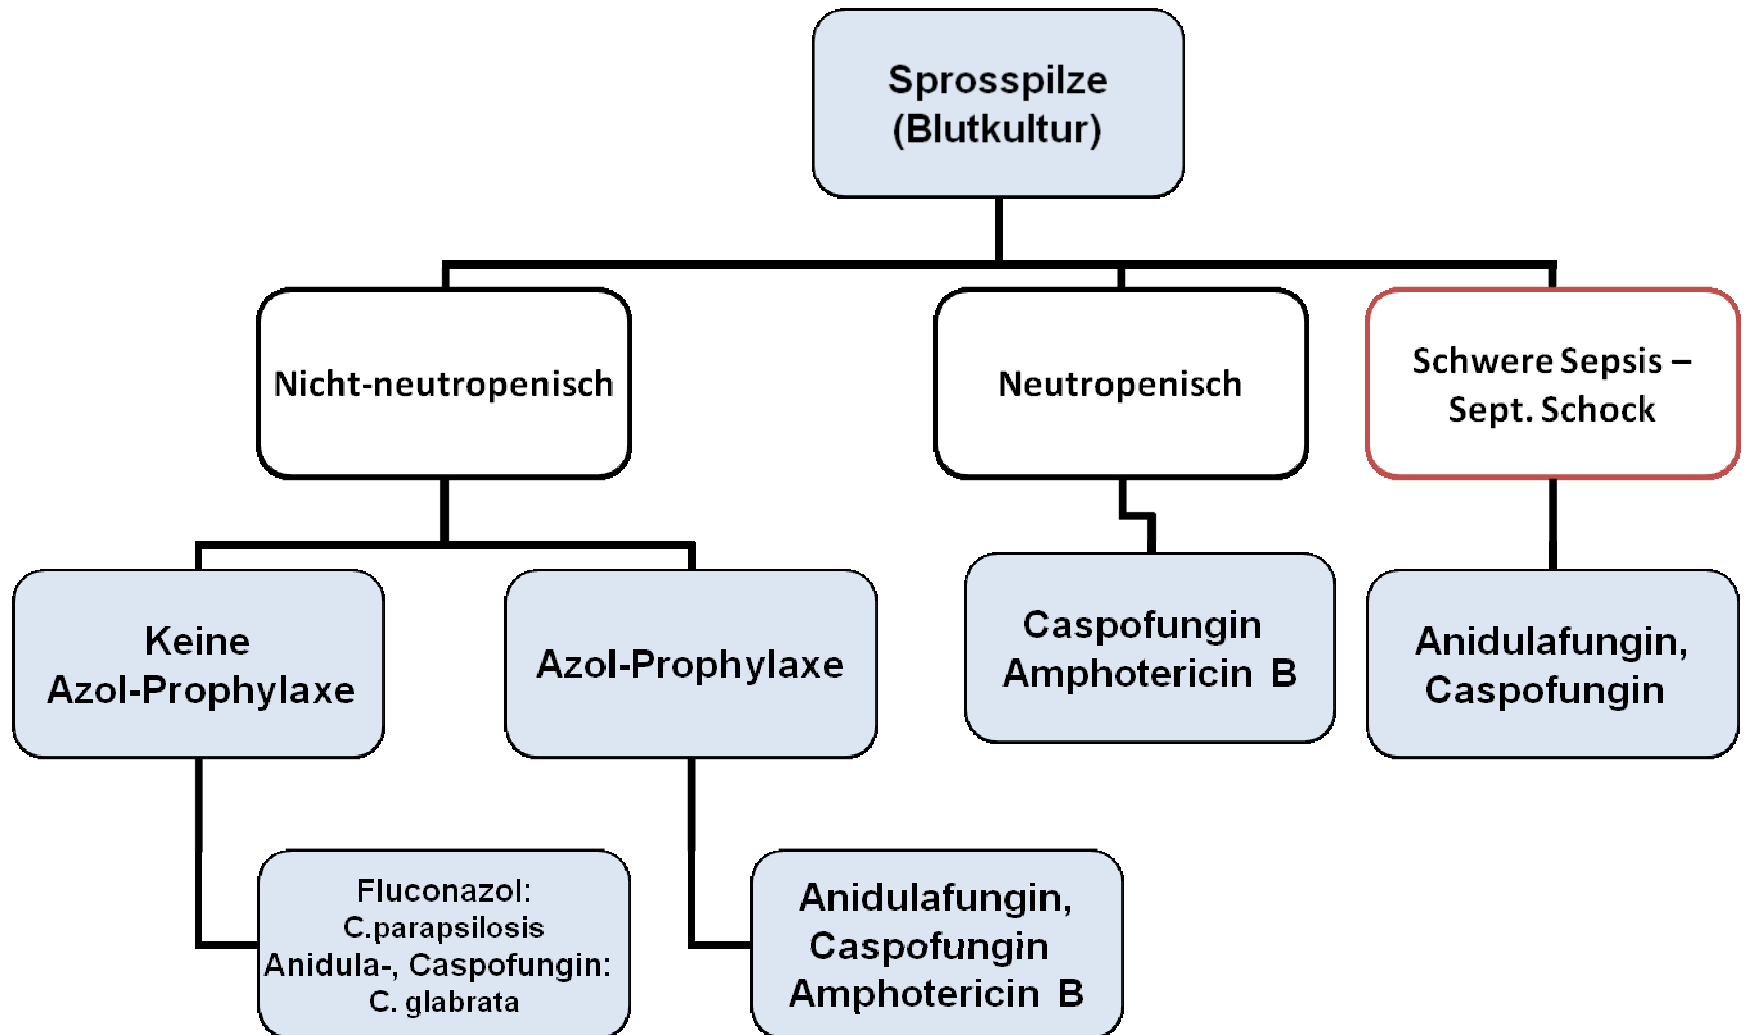 Sprosspilze
(Blutkultur)
Nicht-neutropenisch
Neutropenisch
Schwere Sepsis –
Sept. Schock
Keine
Azol-Prophylaxe
Azol-Prophylaxe
Caspofungin
Amphotericin B
Anidulafungin,
Caspofungin
Fluconazol:
C.parapsilosis
Anidula-, Caspofungin:
C. glabrata
Anidulafungin,
Caspofungin
Amphotericin B